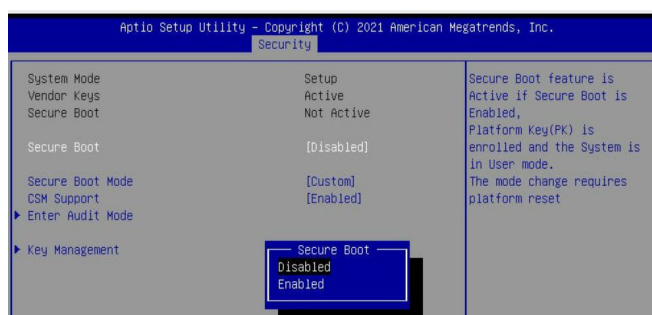 Aptio Setup Utility – Copyright (C) 2021 American Megatrends, Inc.
Security
System Mode Setup
Vendor Keys Active
Secure Boot Not Active
Secure Boot [Disabled]
Secure Boot Mode [Custom]
CSM Support [Enabled]
Enter Audit Mode
Key Management
Secure Boot
Disabled
Enabled
Secure Boot feature is
Active if Secure Boot is
Enabled,
Platform Key(PK) is
enrolled and the System is
in User mode.
The mode change requires
platform reset